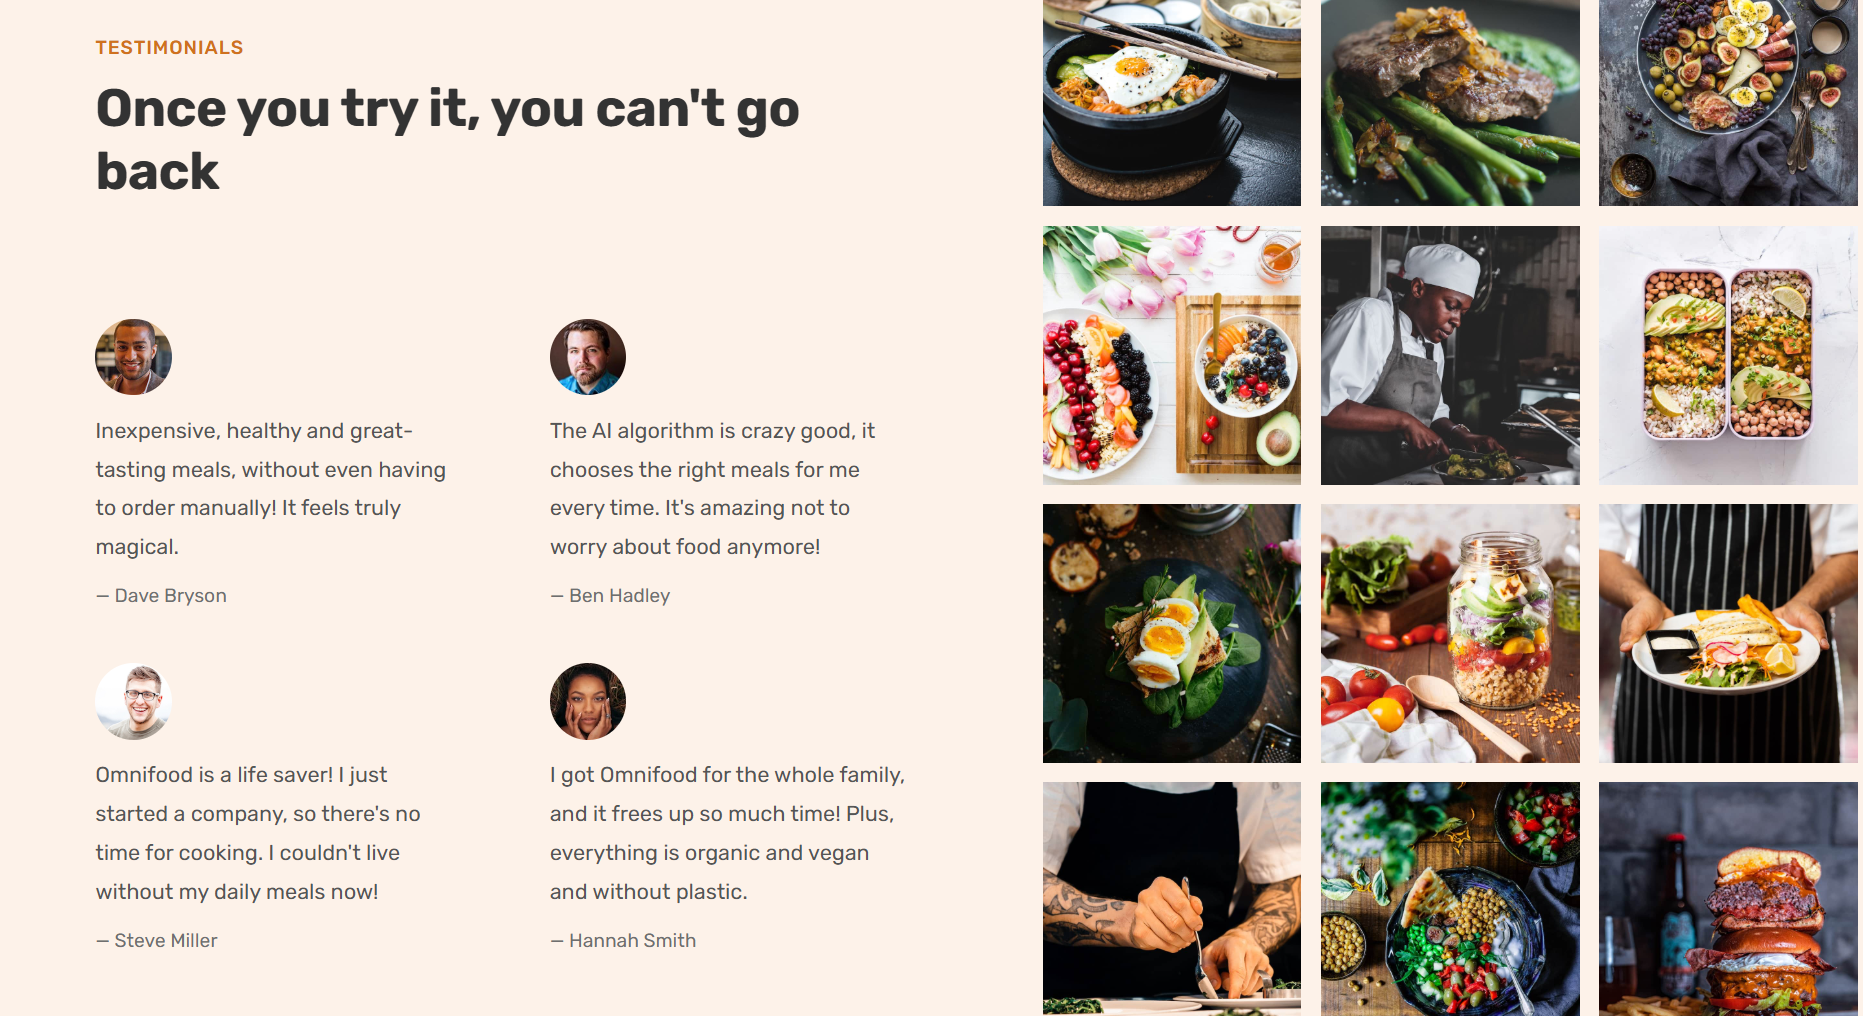 TESTIMONIALS
Once you try it, you can't go
back
Inexpensive, healthy and great-
tasting meals, without even having
to order manually! It feels truly
magical.
— Dave Bryson
The AI algorithm is crazy good, it
chooses the right meals for me
every time. It's amazing not to
worry about food anymore!
— Ben Hadley
Omnifood is a life saver! I just
started a company, so there's no
time for cooking. I couldn't live
without my daily meals now!
— Steve Miller
I got Omnifood for the whole family,
and it frees up so much time! Plus,
everything is organic and vegan
and without plastic.
— Hannah Smith